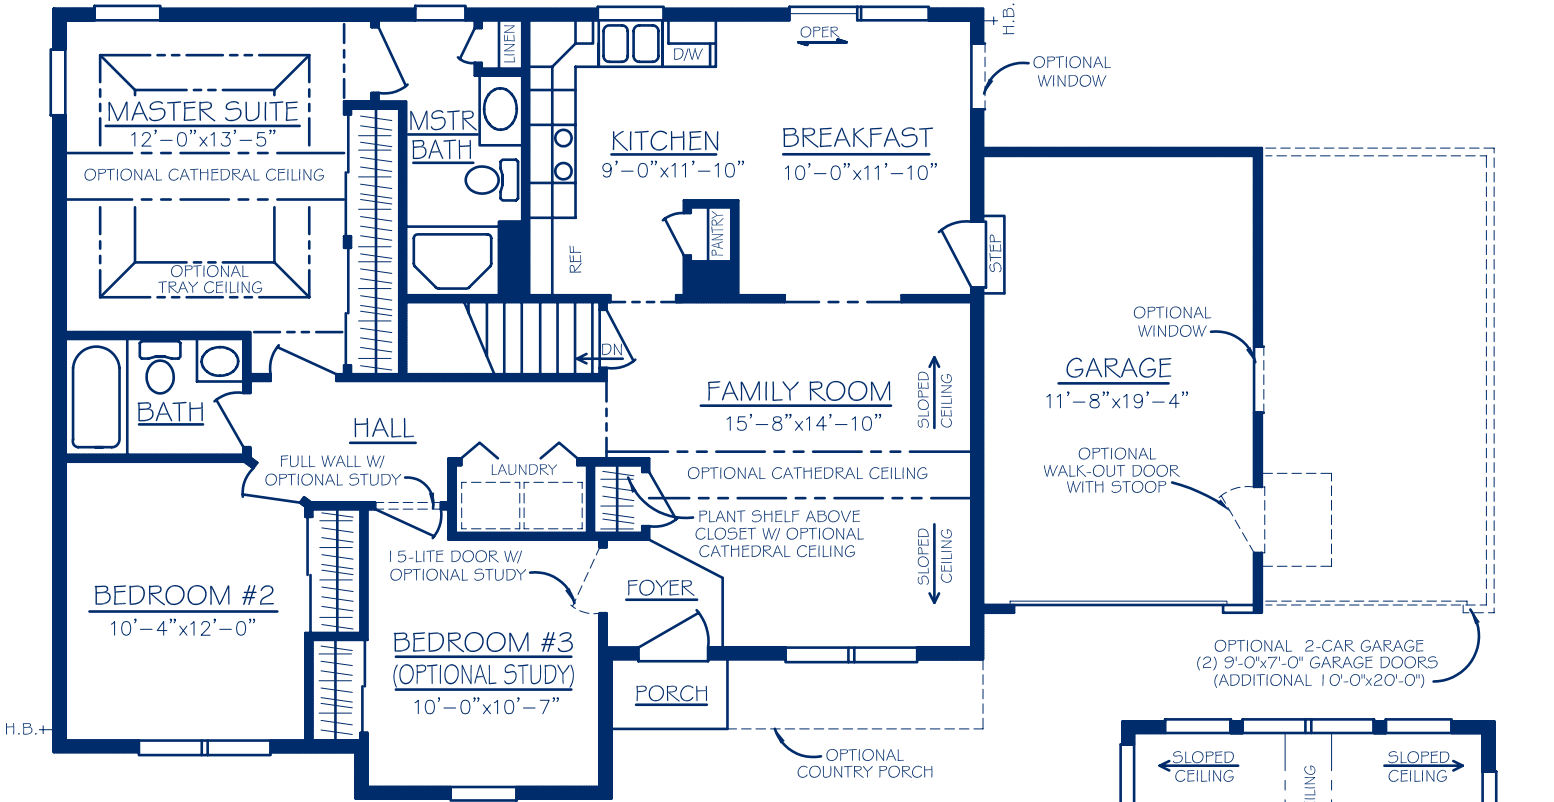 H.B.
LINEN
D/W
OPER
OPTIONAL
WINDOW
MASTER SUITE
12'-0"x13'-5"
OPTIONAL CATHEDRAL CEILING
OPTIONAL
TRAY CEILING
MSTR
BATH
KITCHEN
9'-0"x11'-10"
BREAKFAST
10'-0"x11'-10"
PANTRY
REF
STEP
OPTIONAL
WINDOW
GARAGE
11'-8"x19'-4"
OPTIONAL
WALK-OUT DOOR
WITH STOOP
DN
FAMILY ROOM
15'-8"x14'-10"
SLOPED
CEILING
OPTIONAL CATHEDRAL CEILING
PLANT SHELF ABOVE
CLOSET W/ OPTIONAL
CATHEDRAL CEILING
SLOPED
CEILING
BATH
HALL
FULL WALL W/
OPTIONAL STUDY
LAUNDRY
15-LITE DOOR W/
OPTIONAL STUDY
FOYER
BEDROOM #2
10'-4"x12'-0"
BEDROOM #3
(OPTIONAL STUDY)
10'-0"x10'-7"
PORCH
OPTIONAL
COUNTRY PORCH
H.B.
OPTIONAL 2-CAR GARAGE
(2) 9'-0"x7'-0" GARAGE DOORS
(ADDITIONAL 10'-0"x20'-0")
SLOPED
CEILING
SLOPED
CEILING